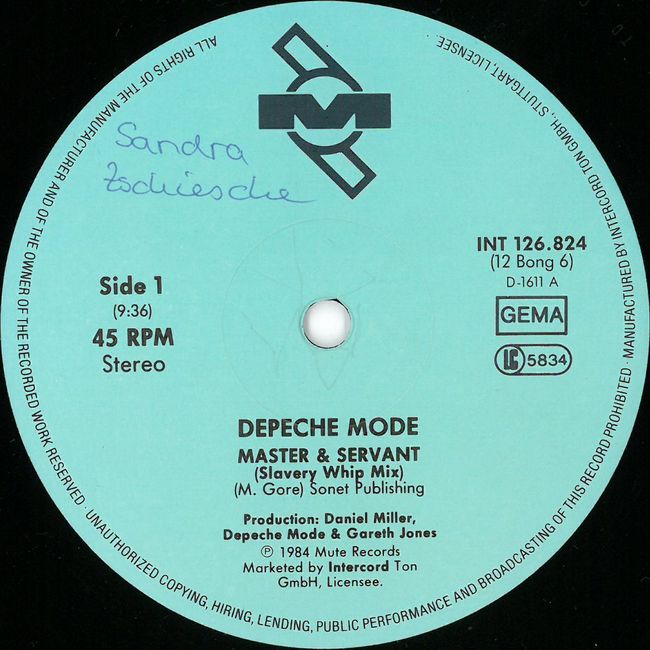 ALL RIGHTS OF THE MANUFACTURER AND OF THE OWNER OF THE RECORDED WORK RESERVED · UNAUTHORIZED COPYING, HIRING, LENDING, PUBLIC PERFORMANCE AND BROADCASTING OF THIS RECORD PROHIBITED · MANUFACTURED BY INTERCORD TON GMBH., STUTTGART, LICENSEE.
M
Sandra
Zschiesche
INT 126.824
(12 Bong 6)
D-1611 A
GEMA
LC 5834
Side 1
(9:36)
45 RPM
Stereo
DEPECHE MODE
MASTER & SERVANT
(Slavery Whip Mix)
(M. Gore) Sonet Publishing
Production: Daniel Miller,
Depeche Mode & Gareth Jones
℗ 1984 Mute Records
Marketed by Intercord Ton
GmbH, Licensee.